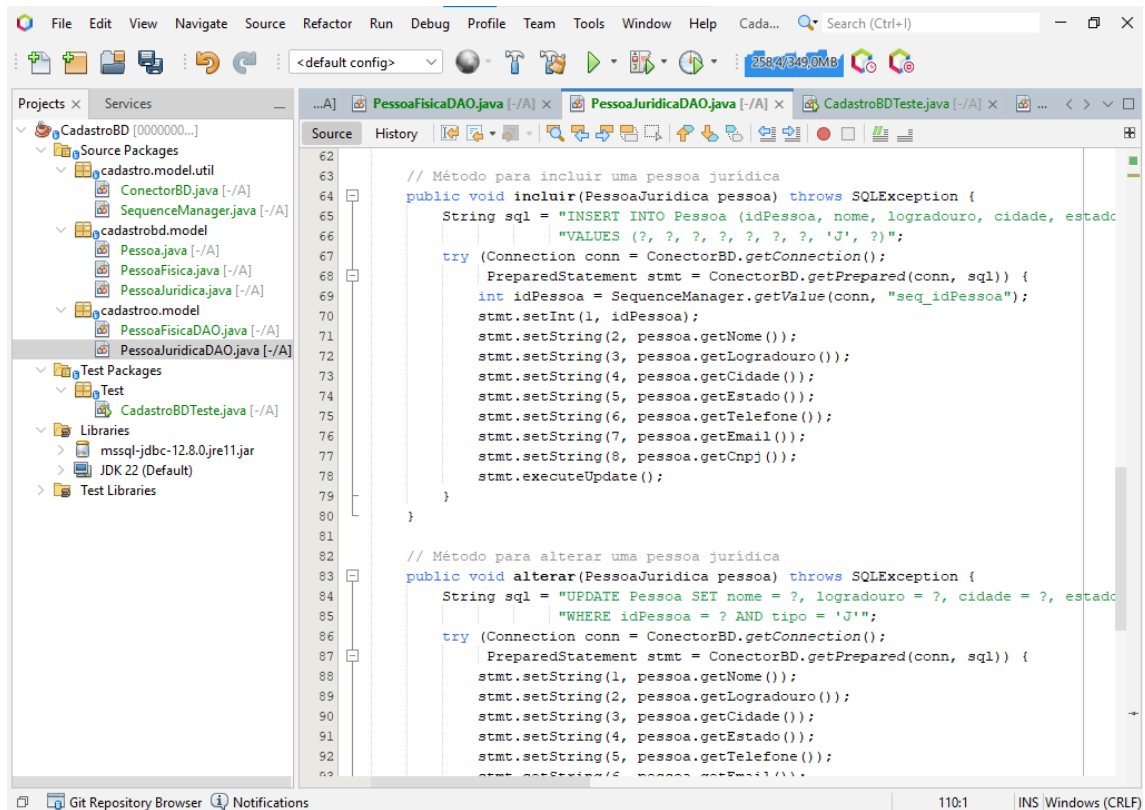 File Edit View Navigate Source Refactor Run Debug Profile Team Tools Window Help Cada... Search (Ctrl+I)
<default config> 258,4/349,0MB
Projects Services
...A] PessoaFisicaDAO.java [-/A] PessoaJuridicaDAO.java [-/A] CadastroBDTeste.java [-/A] ...
Source History
CadastroBD [0000000...]
Source Packages
cadastro.model.util
ConectorBD.java [-/A]
SequenceManager.java [-/A]
cadastrobd.model
Pessoa.java [-/A]
PessoaFisica.java [-/A]
PessoaJuridica.java [-/A]
cadastroo.model
PessoaFisicaDAO.java [-/A]
PessoaJuridicaDAO.java [-/A]
Test Packages
Test
CadastroBDTeste.java [-/A]
Libraries
mssql-jdbc-12.8.0.jre11.jar
JDK 22 (Default)
Test Libraries
62
63 // Método para incluir uma pessoa jurídica
64 public void incluir(PessoaJuridica pessoa) throws SQLException {
65 String sql = "INSERT INTO Pessoa (idPessoa, nome, logradouro, cidade, estado
66 "VALUES (?, ?, ?, ?, ?, ?, ?, 'J', ?)";
67 try (Connection conn = ConectorBD.getConnection();
68 PreparedStatement stmt = ConectorBD.getPrepared(conn, sql)) {
69 int idPessoa = SequenceManager.getValue(conn, "seq_idPessoa");
70 stmt.setInt(1, idPessoa);
71 stmt.setString(2, pessoa.getNome());
72 stmt.setString(3, pessoa.getLogradouro());
73 stmt.setString(4, pessoa.getCidade());
74 stmt.setString(5, pessoa.getEstado());
75 stmt.setString(6, pessoa.getTelefone());
76 stmt.setString(7, pessoa.getEmail());
77 stmt.setString(8, pessoa.getCnpj());
78 stmt.executeUpdate();
79 }
80 }
81
82 // Método para alterar uma pessoa jurídica
83 public void alterar(PessoaJuridica pessoa) throws SQLException {
84 String sql = "UPDATE Pessoa SET nome = ?, logradouro = ?, cidade = ?, estado
85 "WHERE idPessoa = ? AND tipo = 'J'";
86 try (Connection conn = ConectorBD.getConnection();
87 PreparedStatement stmt = ConectorBD.getPrepared(conn, sql)) {
88 stmt.setString(1, pessoa.getNome());
89 stmt.setString(2, pessoa.getLogradouro());
90 stmt.setString(3, pessoa.getCidade());
91 stmt.setString(4, pessoa.getEstado());
92 stmt.setString(5, pessoa.getTelefone());
93 stmt.setString(6, pessoa.getEmail());
Git Repository Browser Notifications 110:1 INS Windows (CRLF)